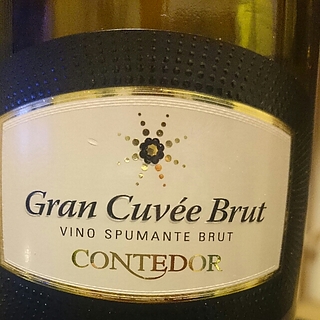 Gran Cuvée Brut
VINO SPUMANTE BRUT
CONTEDOR